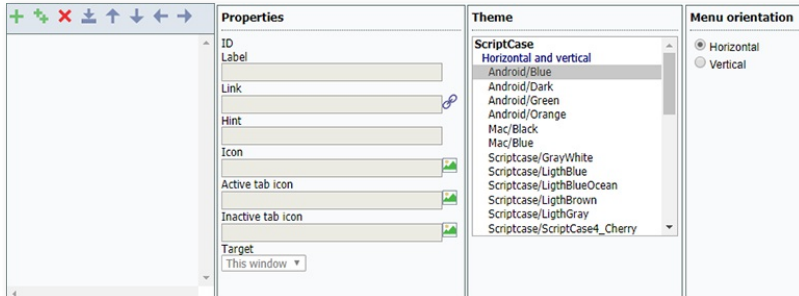 Properties
ID
Label
Link
Hint
Icon
Active tab icon
Inactive tab icon
Target
This window
Theme
ScriptCase
Horizontal and vertical
Android/Blue
Android/Dark
Android/Green
Android/Orange
Mac/Black
Mac/Blue
Scriptcase/GrayWhite
Scriptcase/LigthBlue
Scriptcase/LigthBlueOcean
Scriptcase/LigthBrown
Scriptcase/LigthGray
Scriptcase/ScriptCase4_Cherry
Menu orientation
Horizontal
Vertical